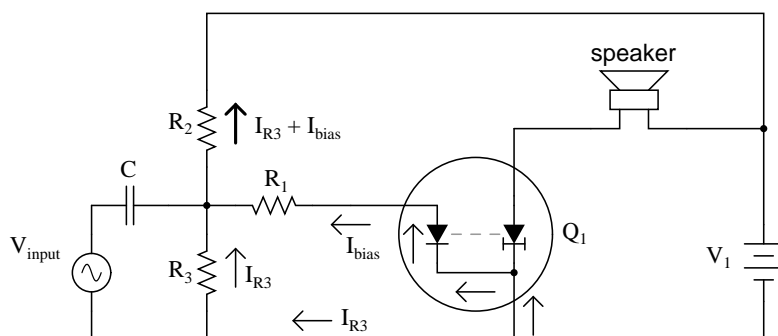 speaker
R2
IR3 + Ibias
C
R1
Vinput
Ibias
Q1
V1
R3
IR3
IR3